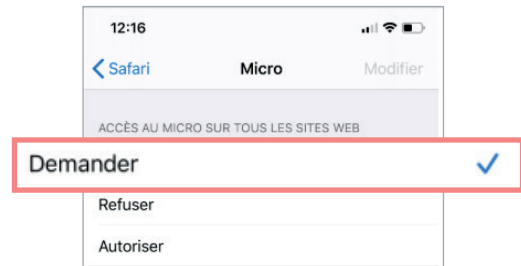 12:16
Safari Micro Modifier
ACCÈS AU MICRO SUR TOUS LES SITES WEB
Demander
Refuser
Autoriser